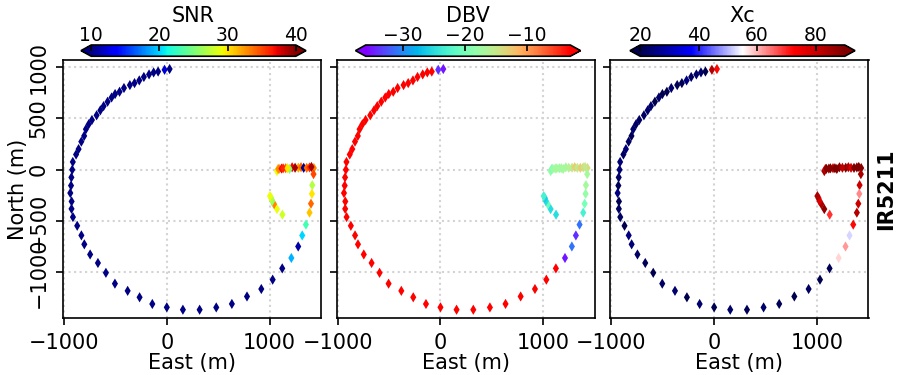 SNR
10 20 30 40
DBV
−30 −20 −10
Xc
20 40 60 80
North (m)
1000
500
0
−500
−1000
−1000 0 1000
East (m)
−1000 0 1000
East (m)
−1000 0 1000
East (m)
IR5211